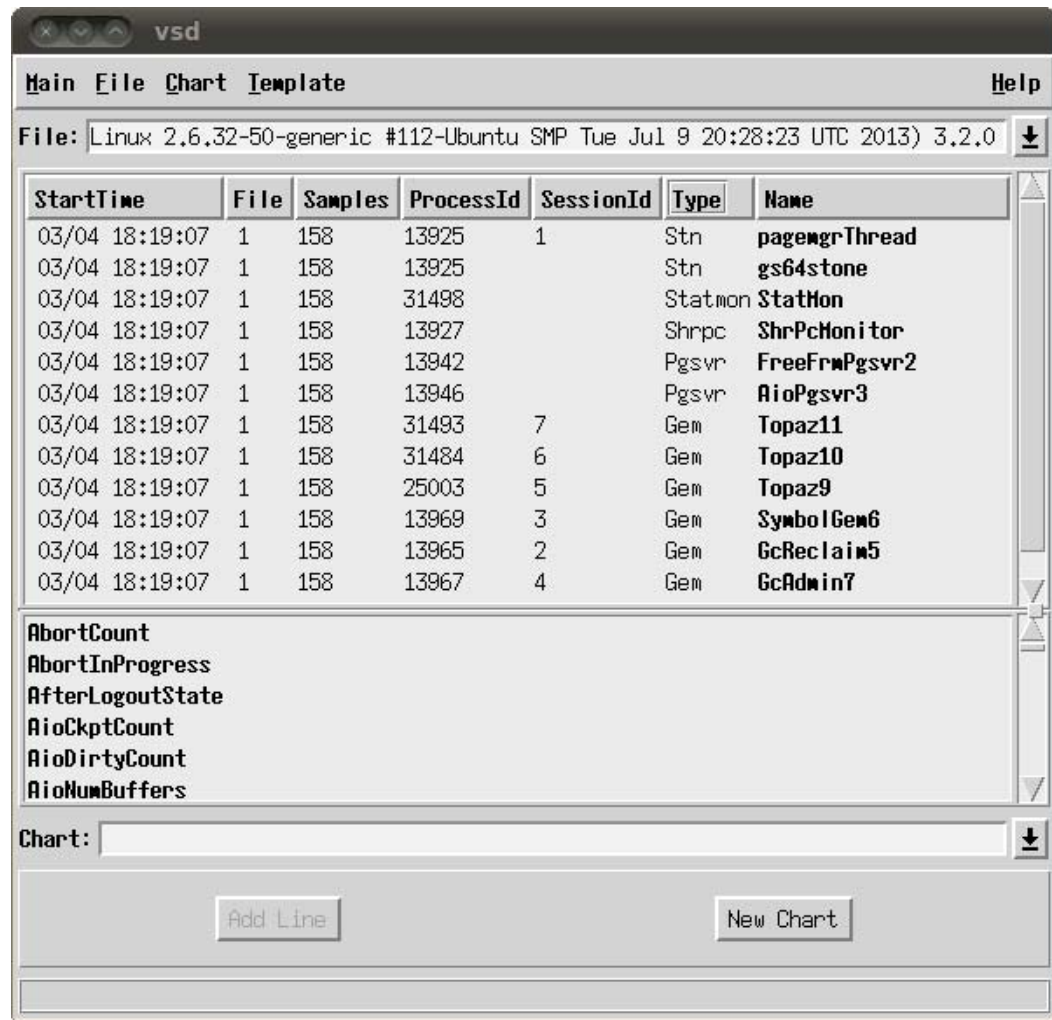 vsd
Main File Chart Template Help
File: Linux 2.6.32-50-generic #112-Ubuntu SMP Tue Jul 9 20:28:23 UTC 2013) 3.2.0
StartTime File Samples ProcessId SessionId Type Name
03/04 18:19:07 1 158 13925 1 Stn pagemgrThread
03/04 18:19:07 1 158 13925 Stn gs64stone
03/04 18:19:07 1 158 31498 Statmon StatMon
03/04 18:19:07 1 158 13927 Shrpc ShrPcMonitor
03/04 18:19:07 1 158 13942 Pgsvr FreeFrmPgsvr2
03/04 18:19:07 1 158 13946 Pgsvr AioPgsvr3
03/04 18:19:07 1 158 31493 7 Gem Topaz11
03/04 18:19:07 1 158 31484 6 Gem Topaz10
03/04 18:19:07 1 158 25003 5 Gem Topaz9
03/04 18:19:07 1 158 13969 3 Gem SymbolGem6
03/04 18:19:07 1 158 13965 2 Gem GcReclaim5
03/04 18:19:07 1 158 13967 4 Gem GcAdmin7
AbortCount
AbortInProgress
AfterLogoutState
AioCkptCount
AioDirtyCount
AioNumBuffers
Chart:
Add Line New Chart